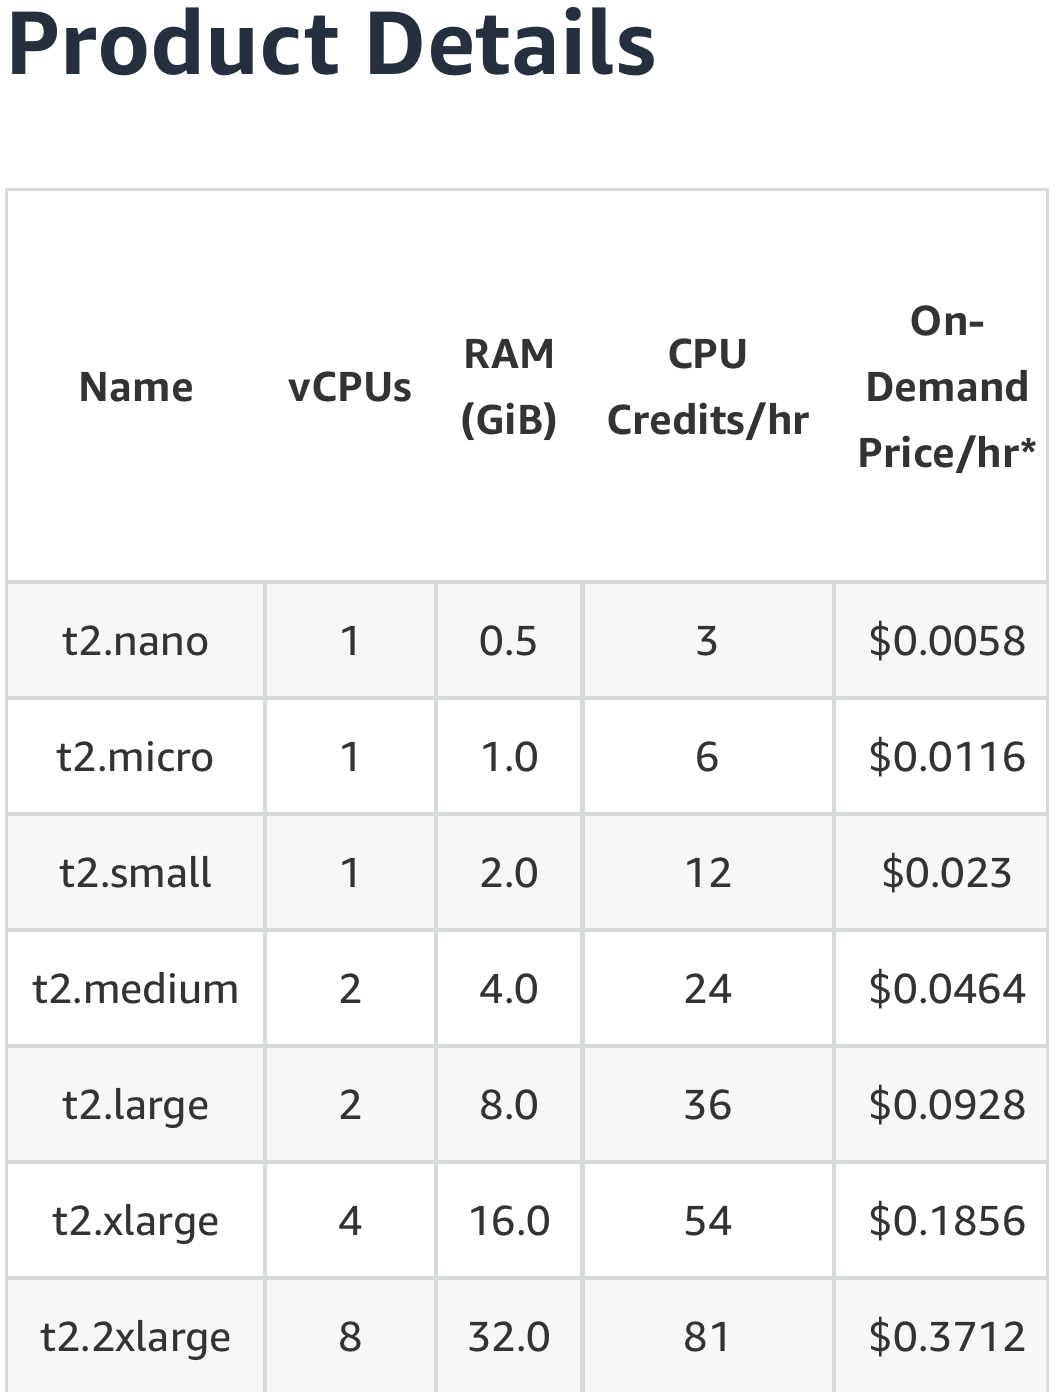 Product Details
Name vCPUs RAM (GiB) CPU Credits/hr On-Demand Price/hr*
t2.nano 1 0.5 3 $0.0058
t2.micro 1 1.0 6 $0.0116
t2.small 1 2.0 12 $0.023
t2.medium 2 4.0 24 $0.0464
t2.large 2 8.0 36 $0.0928
t2.xlarge 4 16.0 54 $0.1856
t2.2xlarge 8 32.0 81 $0.3712